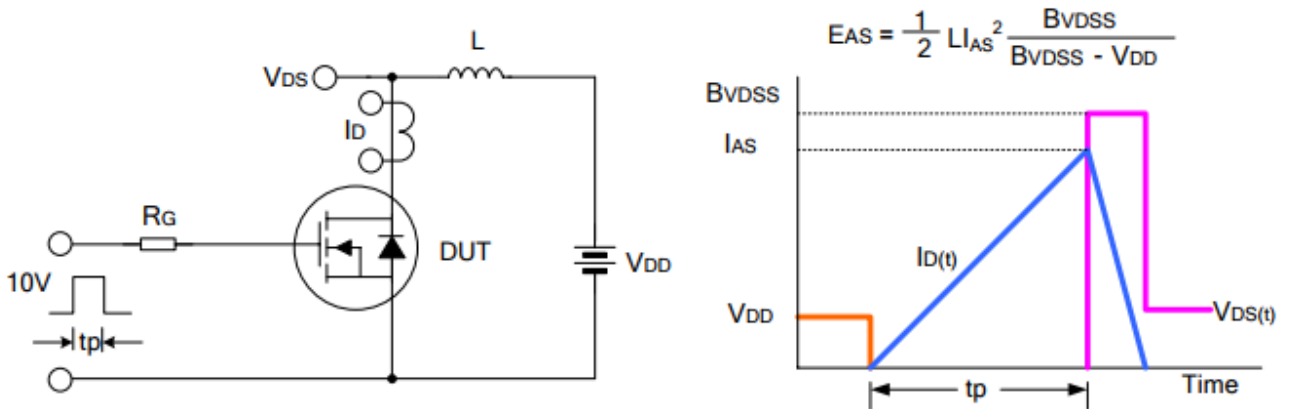 EAS = 1/2 LIAS² BVDSS / BVDSS - VDD
L
VDS
ID
RG
DUT
VDD
10V
tp
BVDSS
IAS
ID(t)
VDD
VDS(t)
tp
Time